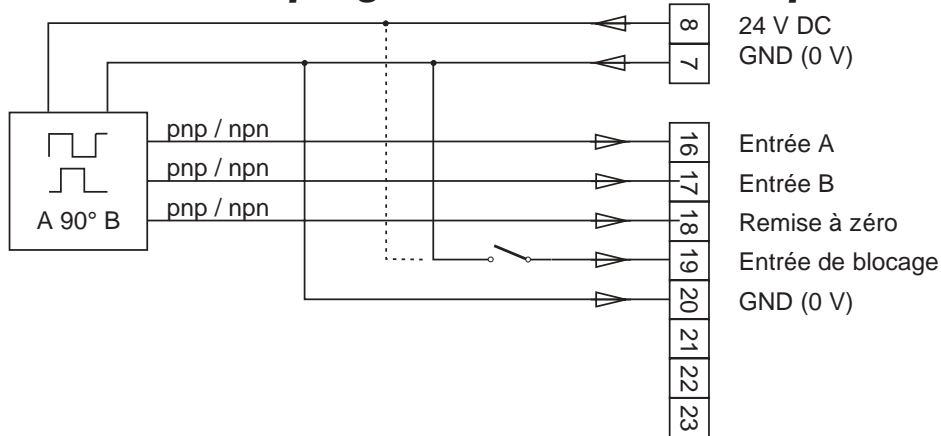 8 24 V DC
7 GND (0 V)
pnp / npn 16 Entrée A
pnp / npn 17 Entrée B
A 90° B pnp / npn 18 Remise à zéro
19 Entrée de blocage
20 GND (0 V)
21
22
23